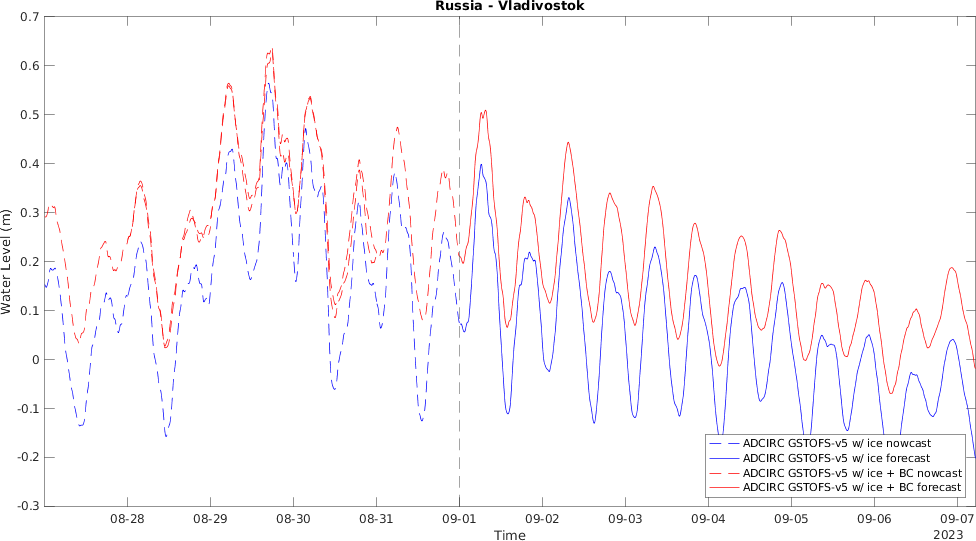 Russia - Vladivostok
0.7
0.6
0.5
0.4
0.3
0.2
0.1
0
-0.1
-0.2
-0.3
Water Level (m)
ADCIRC GSTOFS-v5 w/ ice nowcast
ADCIRC GSTOFS-v5 w/ ice forecast
ADCIRC GSTOFS-v5 w/ ice + BC nowcast
ADCIRC GSTOFS-v5 w/ ice + BC forecast
08-28 08-29 08-30 08-31 09-01 09-02 09-03 09-04 09-05 09-06 09-07
Time
2023